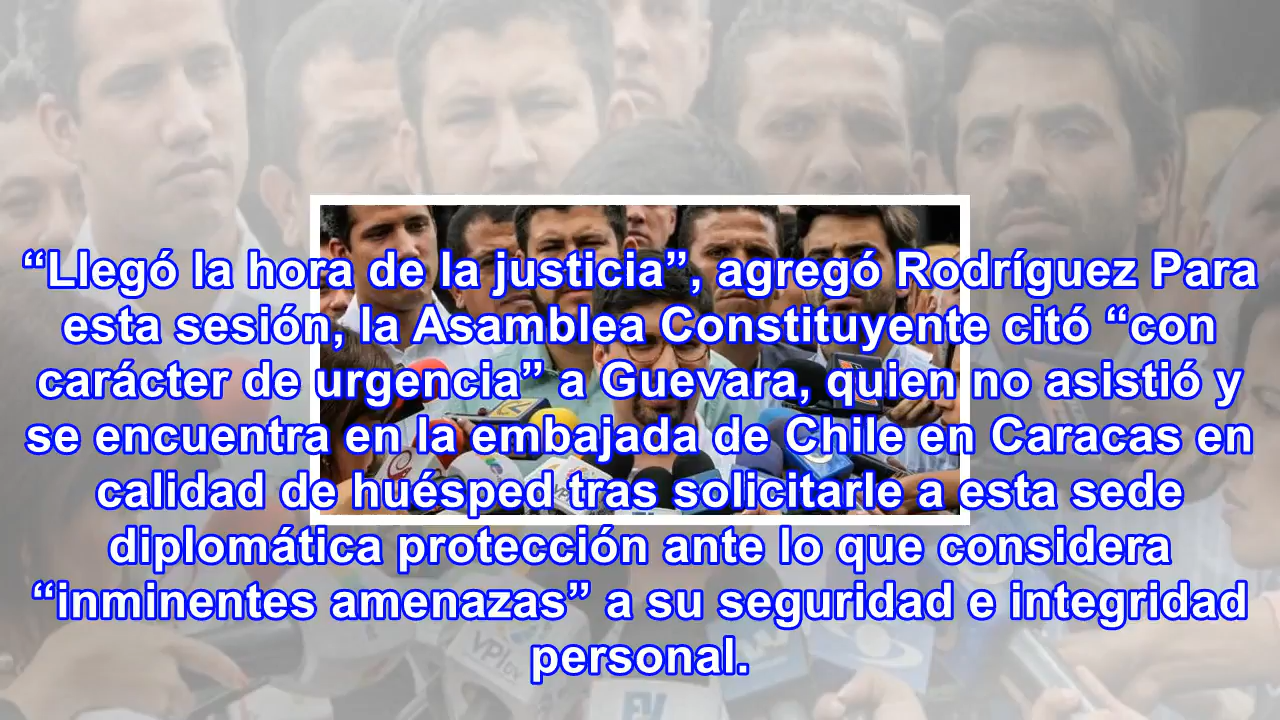 “Llegó la hora de la justicia”, agregó Rodríguez Para
esta sesión, la Asamblea Constituyente citó “con
carácter de urgencia” a Guevara, quien no asistió y
se encuentra en la embajada de Chile en Caracas en
calidad de huésped tras solicitarle a esta sede
diplomática protección ante lo que considera
“inminentes amenazas” a su seguridad e integridad
personal.